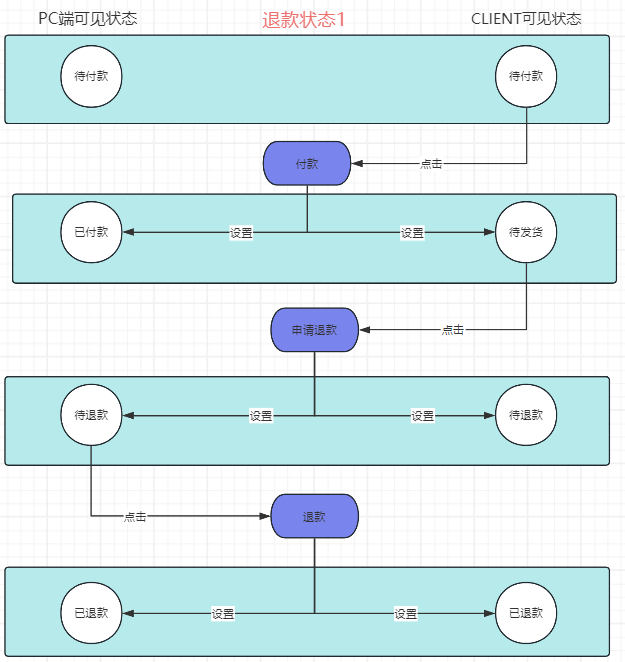 PC端可见状态
退款状态1
CLIENT可见状态
待付款
待付款
付款
点击
已付款
设置
设置
待发货
申请退款
点击
待退款
设置
设置
待退款
点击
退款
已退款
设置
设置
已退款